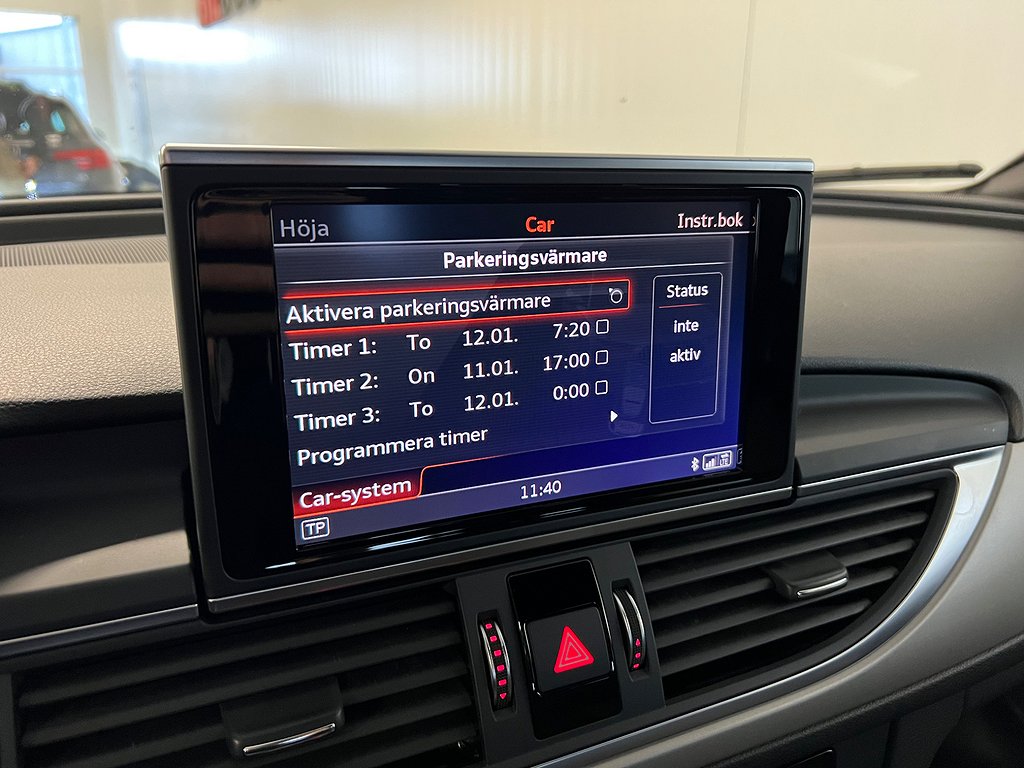 Höja Car Instr.bok
Parkeringsvärmare
Aktivera parkeringsvärmare
Timer 1: To 12.01. 7:20
Timer 2: On 11.01. 17:00
Timer 3: To 12.01. 0:00
Programmera timer
Status
inte
aktiv
Car-system
11:40
TP